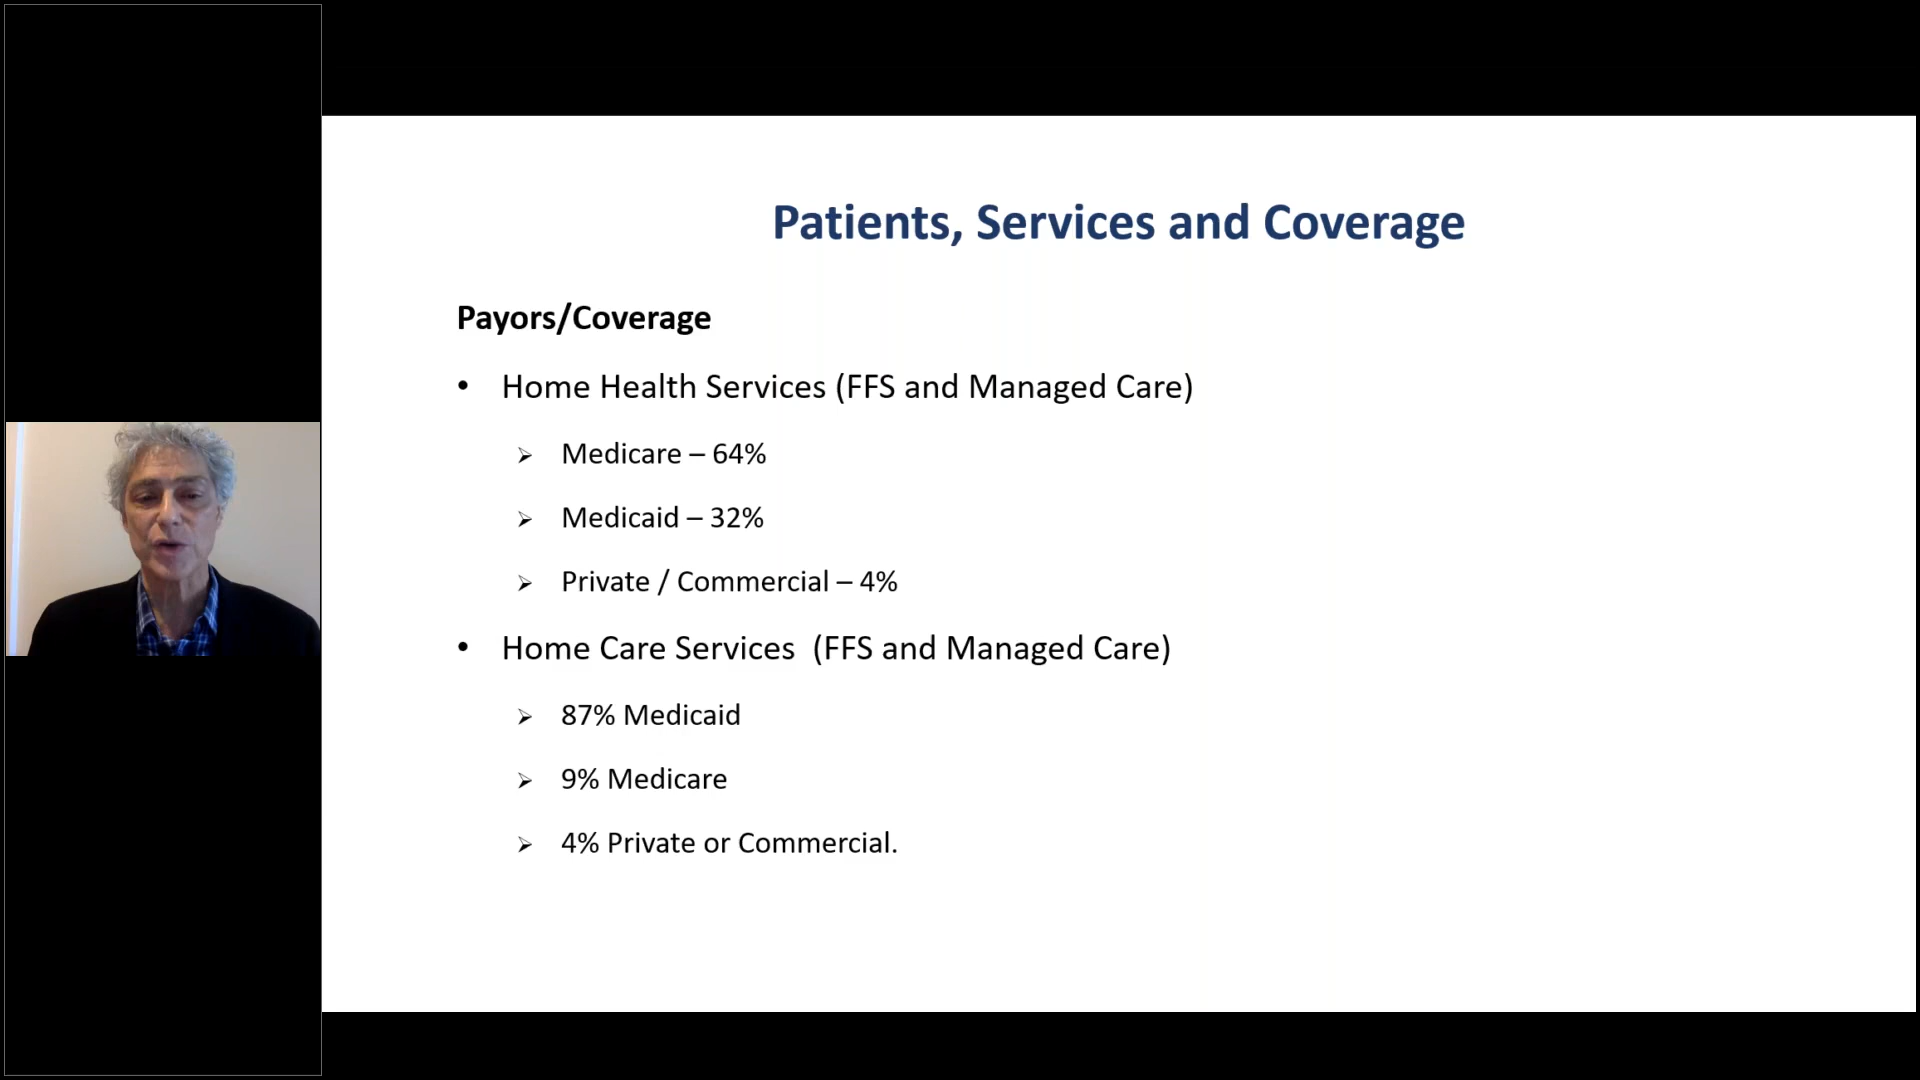 Patients, Services and Coverage
Payors/Coverage
• Home Health Services (FFS and Managed Care)
➢ Medicare – 64%
➢ Medicaid – 32%
➢ Private / Commercial – 4%
• Home Care Services  (FFS and Managed Care)
➢ 87% Medicaid
➢ 9% Medicare
➢ 4% Private or Commercial.